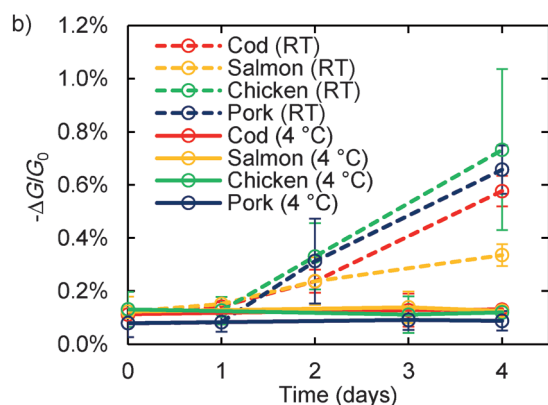 b)
1.2%
1.0%
0.8%
0.6%
0.4%
0.2%
0.0%
-ΔG/G₀
Cod (RT)
Salmon (RT)
Chicken (RT)
Pork (RT)
Cod (4 °C)
Salmon (4 °C)
Chicken (4 °C)
Pork (4 °C)
0 1 2 3 4
Time (days)